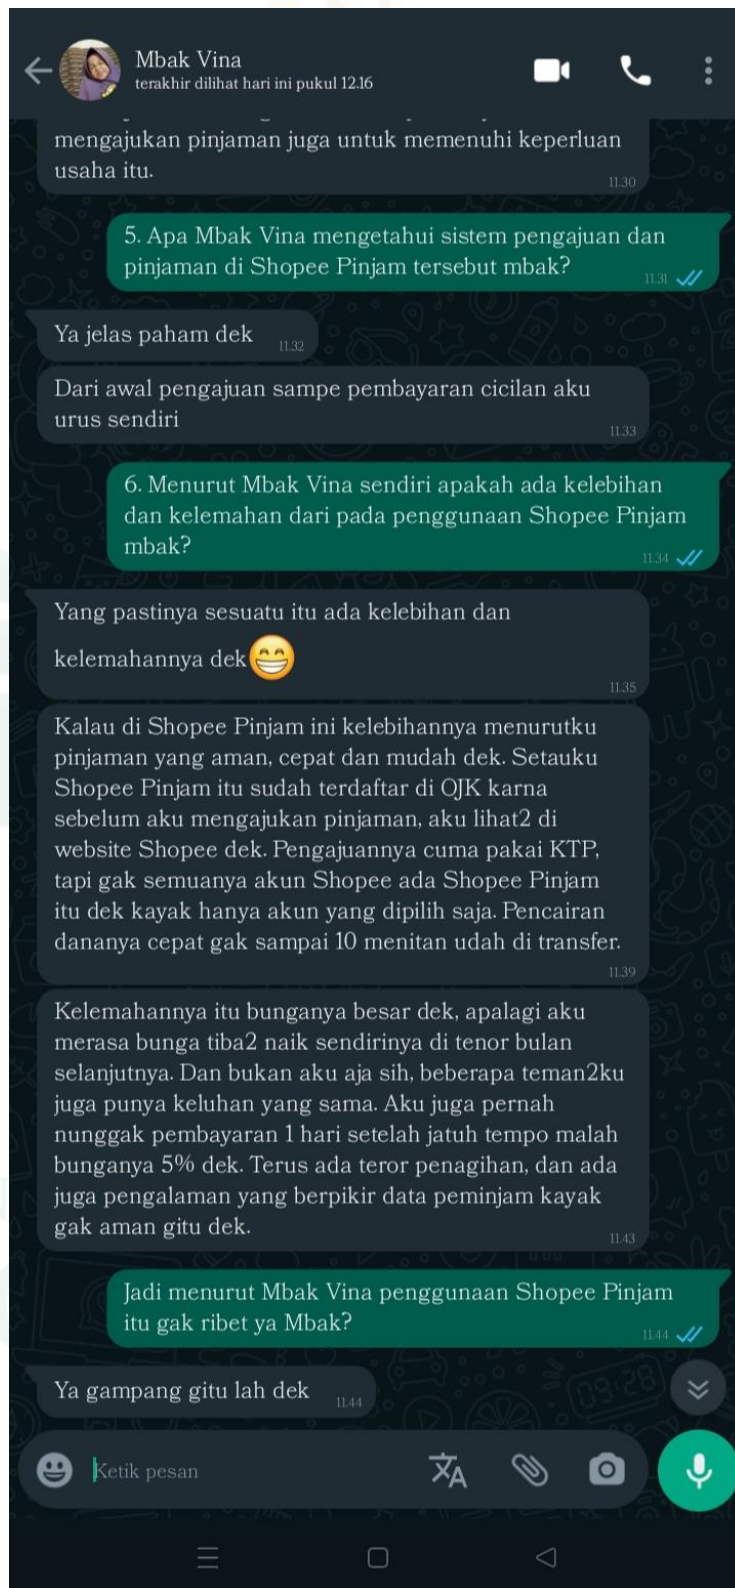 Mbak Vina
terakhir dilihat hari ini pukul 12.16
mengajukan pinjaman juga untuk memenuhi keperluan
usaha itu.
11.30
5. Apa Mbak Vina mengetahui sistem pengajuan dan
pinjaman di Shopee Pinjam tersebut mbak?
11.31
Ya jelas paham dek
11.32
Dari awal pengajuan sampe pembayaran cicilan aku
urus sendiri
11.33
6. Menurut Mbak Vina sendiri apakah ada kelebihan
dan kelemahan dari pada penggunaan Shopee Pinjam
mbak?
11.34
Yang pastinya sesuatu itu ada kelebihan dan
kelemahannya dek😁
11.35
Kalau di Shopee Pinjam ini kelebihannya menurutku
pinjaman yang aman, cepat dan mudah dek. Setauku
Shopee Pinjam itu sudah terdaftar di OJK karna
sebelum aku mengajukan pinjaman, aku lihat2 di
website Shopee dek. Pengajuannya cuma pakai KTP,
tapi gak semuanya akun Shopee ada Shopee Pinjam
itu dek kayak hanya akun yang dipilih saja. Pencairan
dananya cepat gak sampai 10 menitan udah di transfer.
11.39
Kelemahannya itu bunganya besar dek, apalagi aku
merasa bunga tiba2 naik sendirinya di tenor bulan
selanjutnya. Dan bukan aku aja sih, beberapa teman2ku
juga punya keluhan yang sama. Aku juga pernah
nunggak pembayaran 1 hari setelah jatuh tempo malah
bunganya 5% dek. Terus ada teror penagihan, dan ada
juga pengalaman yang berpikir data peminjam kayak
gak aman gitu dek.
11.43
Jadi menurut Mbak Vina penggunaan Shopee Pinjam
itu gak ribet ya Mbak?
11.44
Ya gampang gitu lah dek
11.44
Ketik pesan